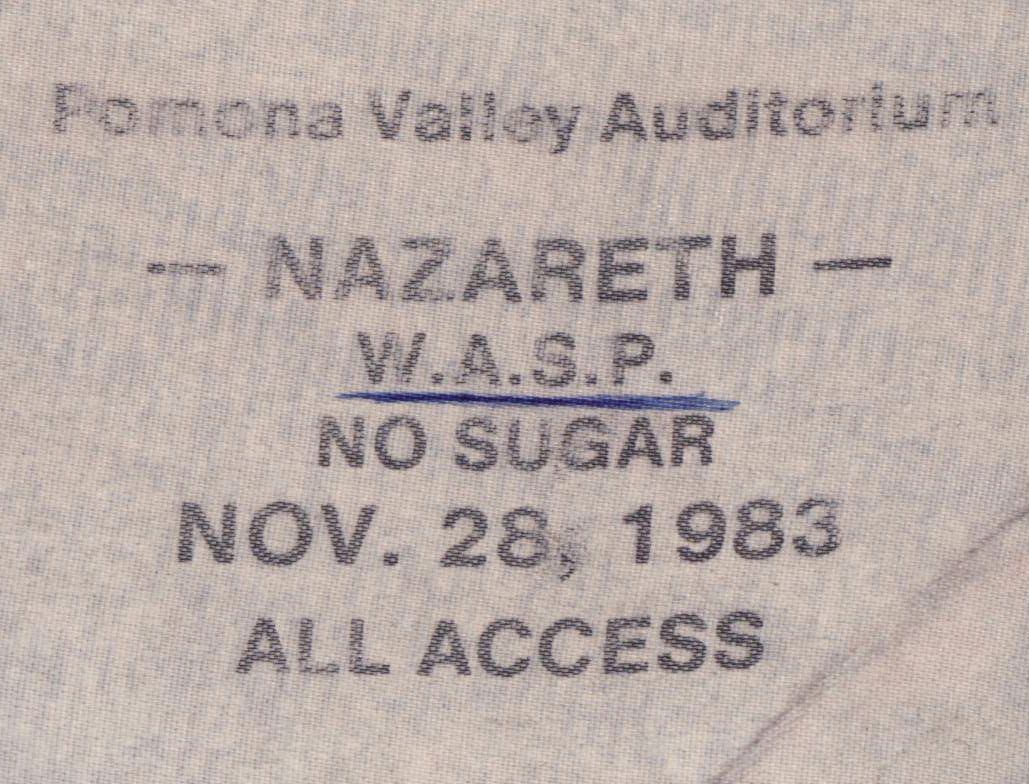 Pomona Valley Auditorium
— NAZARETH —
W.A.S.P.
NO SUGAR
NOV. 28, 1983
ALL ACCESS